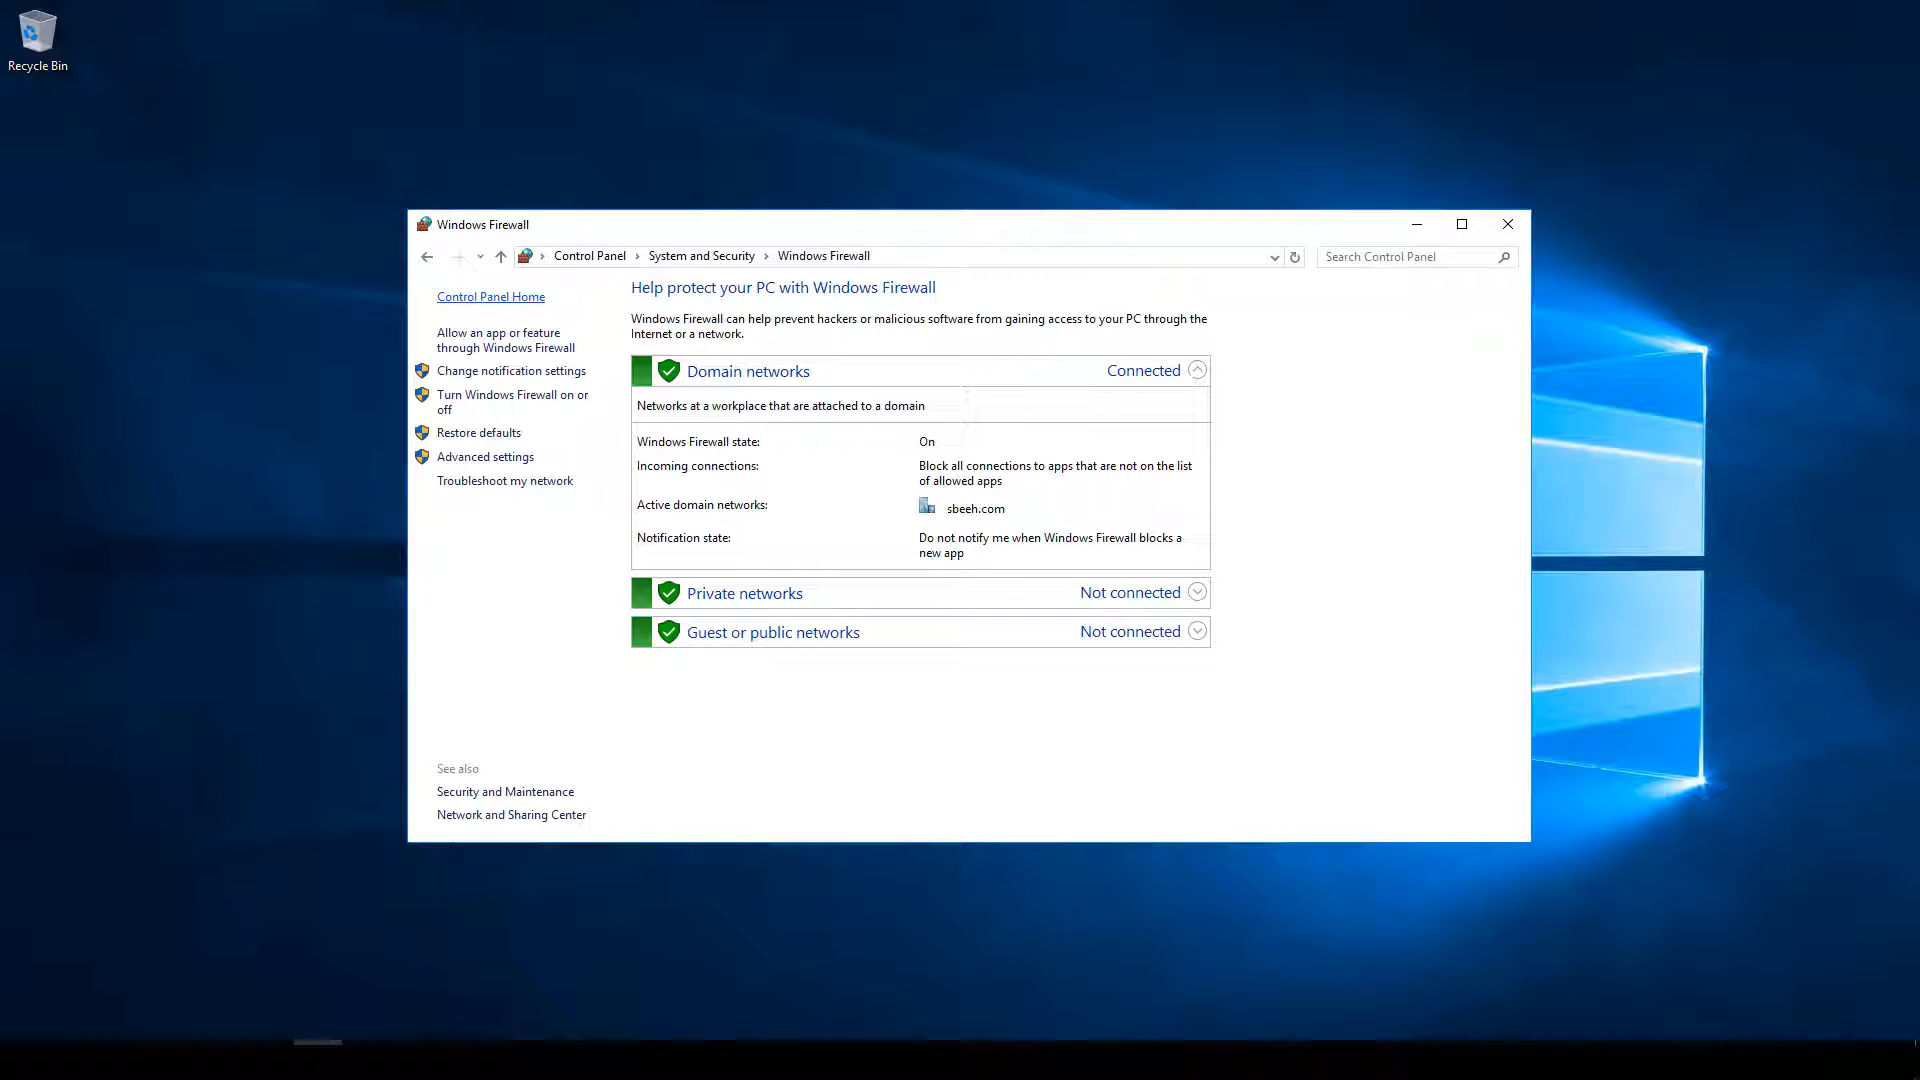 Recycle Bin
Windows Firewall
Control Panel
System and Security
Windows Firewall
Search Control Panel
Control Panel Home
Allow an app or feature
through Windows Firewall
Change notification settings
Turn Windows Firewall on or
off
Restore defaults
Advanced settings
Troubleshoot my network
See also
Security and Maintenance
Network and Sharing Center
Help protect your PC with Windows Firewall
Windows Firewall can help prevent hackers or malicious software from gaining access to your PC through the
Internet or a network.
Domain networks Connected
Networks at a workplace that are attached to a domain
Windows Firewall state: On
Incoming connections: Block all connections to apps that are not on the list
of allowed apps
Active domain networks: sbeeh.com
Notification state: Do not notify me when Windows Firewall blocks a
new app
Private networks Not connected
Guest or public networks Not connected